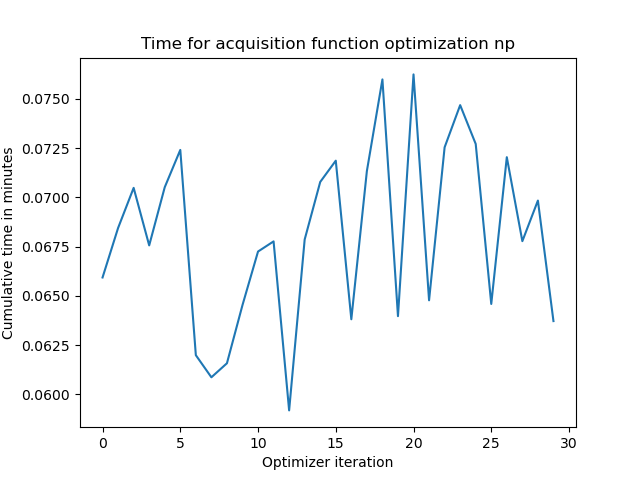 Time for acquisition function optimization np
Cumulative time in minutes
0.0750
0.0725
0.0700
0.0675
0.0650
0.0625
0.0600
0 5 10 15 20 25 30
Optimizer iteration